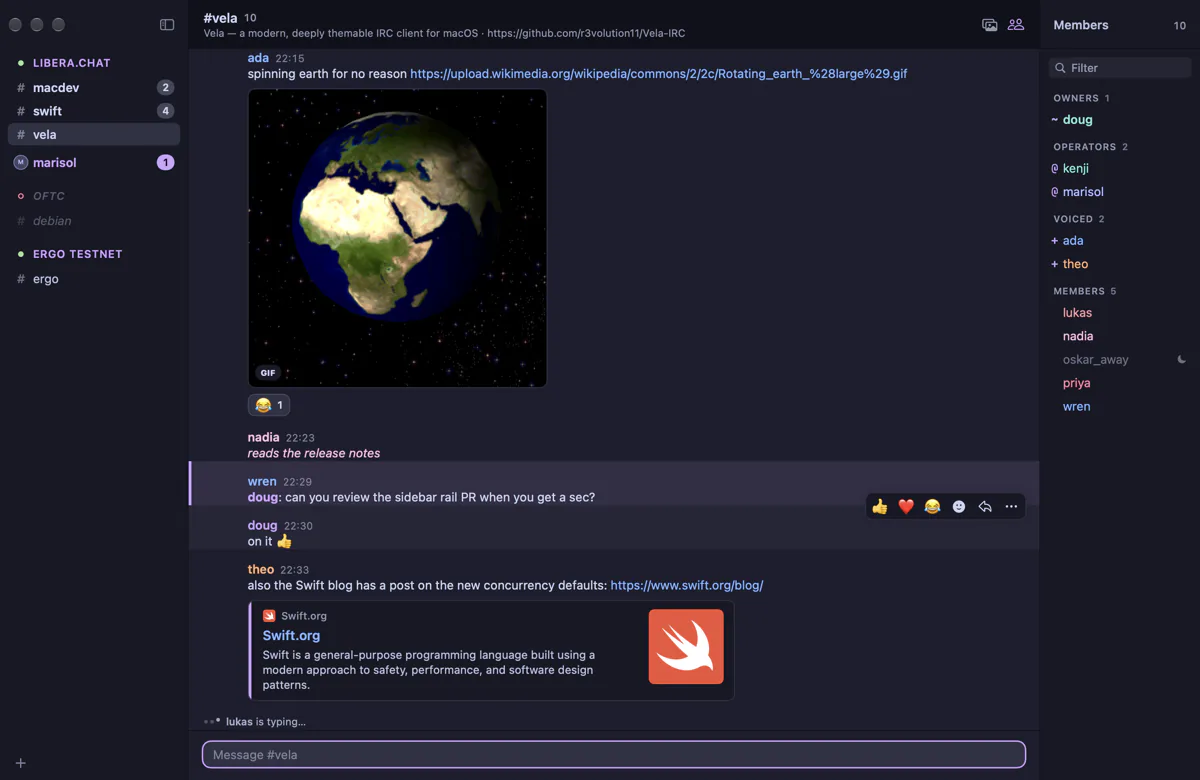 LIBERA.CHAT
# macdev 2
# swift 4
# vela
M marisol 1
OFTC
# debian
ERGO TESTNET
# ergo
+
#vela 10
Vela — a modern, deeply themable IRC client for macOS · https://github.com/r3volution11/Vela-IRC
ada 22:15
spinning earth for no reason https://upload.wikimedia.org/wikipedia/commons/2/2c/Rotating_earth_%28large%29.gif
GIF
😂 1
nadia 22:23
reads the release notes
wren 22:29
doug: can you review the sidebar rail PR when you get a sec?
doug 22:30
on it 👍
theo 22:33
also the Swift blog has a post on the new concurrency defaults: https://www.swift.org/blog/
Swift.org
Swift.org
Swift is a general-purpose programming language built using a
modern approach to safety, performance, and software design
patterns.
lukas is typing...
Message #vela
Members 10
Filter
OWNERS 1
~ doug
OPERATORS 2
@ kenji
@ marisol
VOICED 2
+ ada
+ theo
MEMBERS 5
lukas
nadia
oskar_away
priya
wren